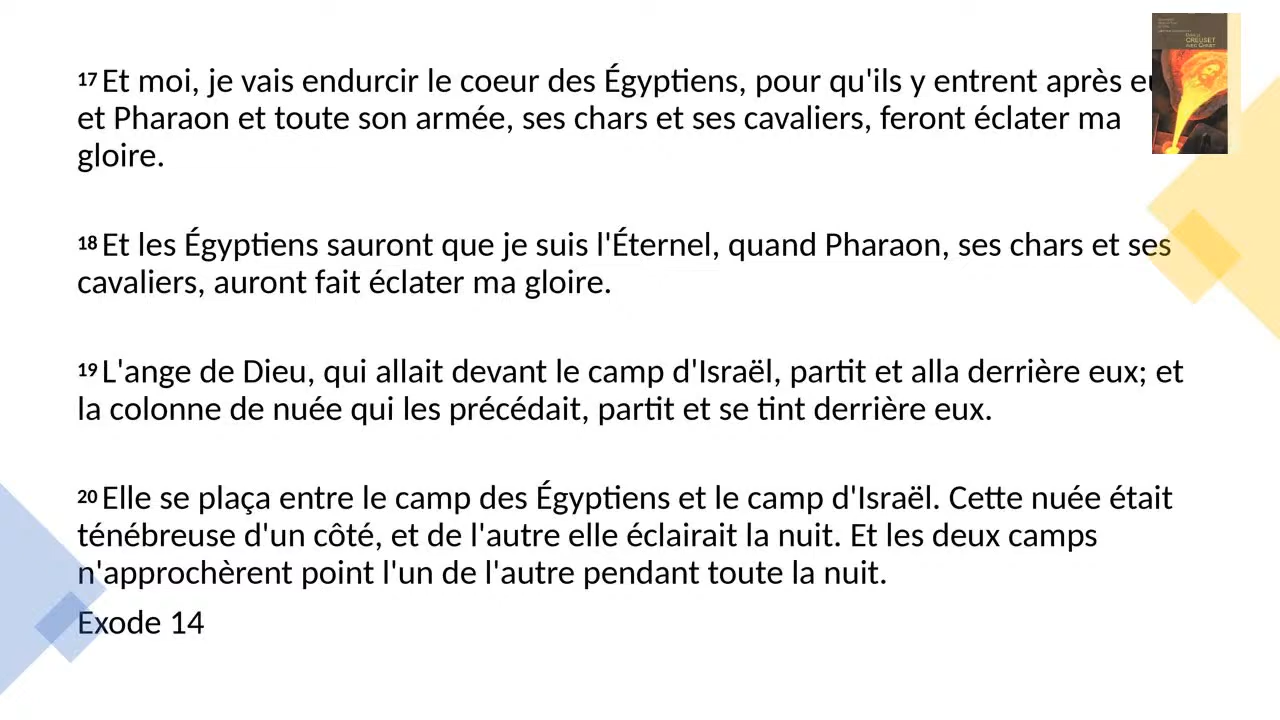 17 Et moi, je vais endurcir le coeur des Égyptiens, pour qu'ils y entrent après
et Pharaon et toute son armée, ses chars et ses cavaliers, feront éclater ma
gloire.
18 Et les Égyptiens sauront que je suis l'Éternel, quand Pharaon, ses chars et ses
cavaliers, auront fait éclater ma gloire.
19 L'ange de Dieu, qui allait devant le camp d'Israël, partit et alla derrière eux; et
la colonne de nuée qui les précédait, partit et se tint derrière eux.
20 Elle se plaça entre le camp des Égyptiens et le camp d'Israël. Cette nuée était
ténébreuse d'un côté, et de l'autre elle éclairait la nuit. Et les deux camps
n'approchèrent point l'un de l'autre pendant toute la nuit.
Exode 14
CREUSET
AVEC CHRIST